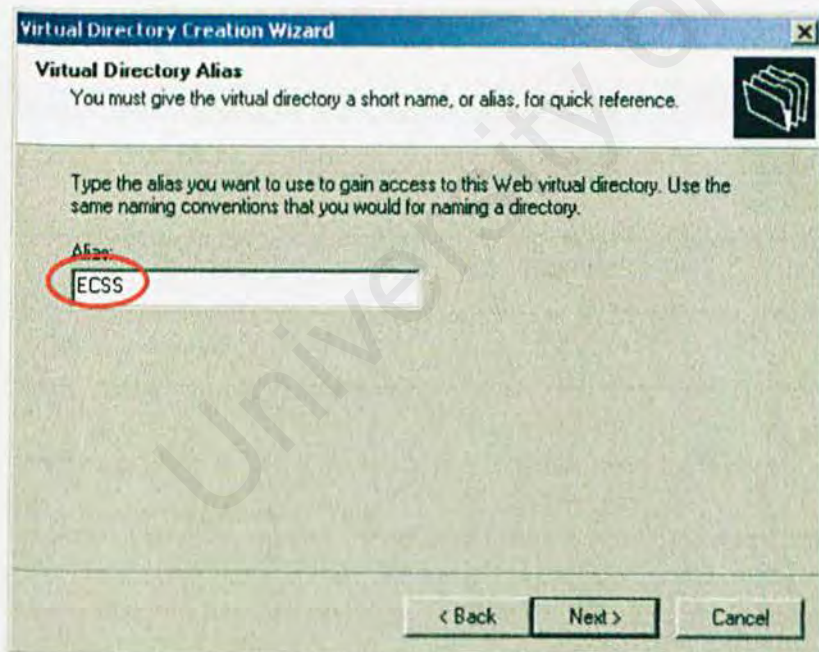 Virtual Directory Creation Wizard
Virtual Directory Alias
You must give the virtual directory a short name, or alias, for quick reference.
Type the alias you want to use to gain access to this Web virtual directory. Use the
same naming conventions that you would for naming a directory.
Alias:
ECSS
< Back Next > Cancel
University of